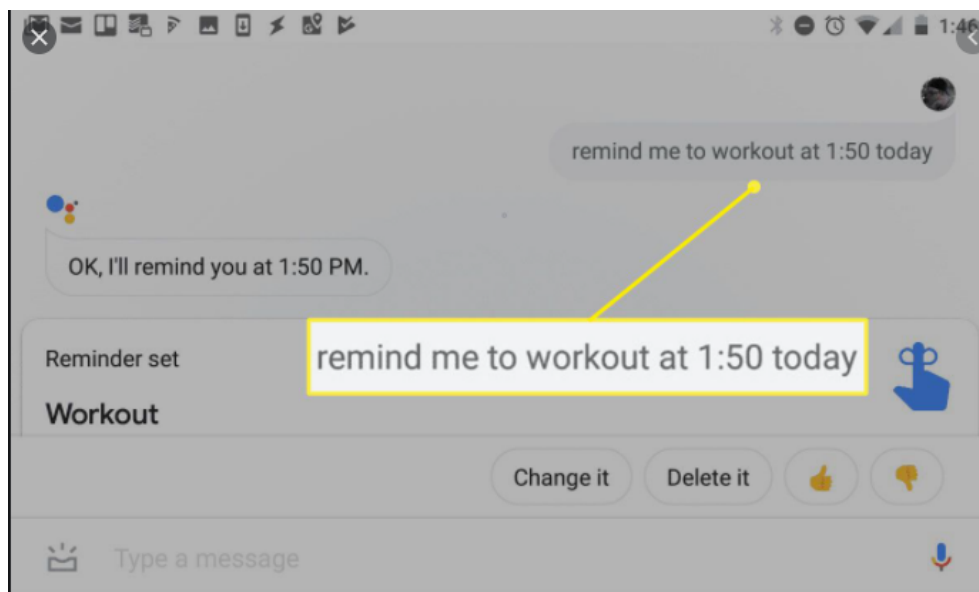 1:46
remind me to workout at 1:50 today
OK, I'll remind you at 1:50 PM.
Reminder set
remind me to workout at 1:50 today
Workout
Change it
Delete it
Type a message